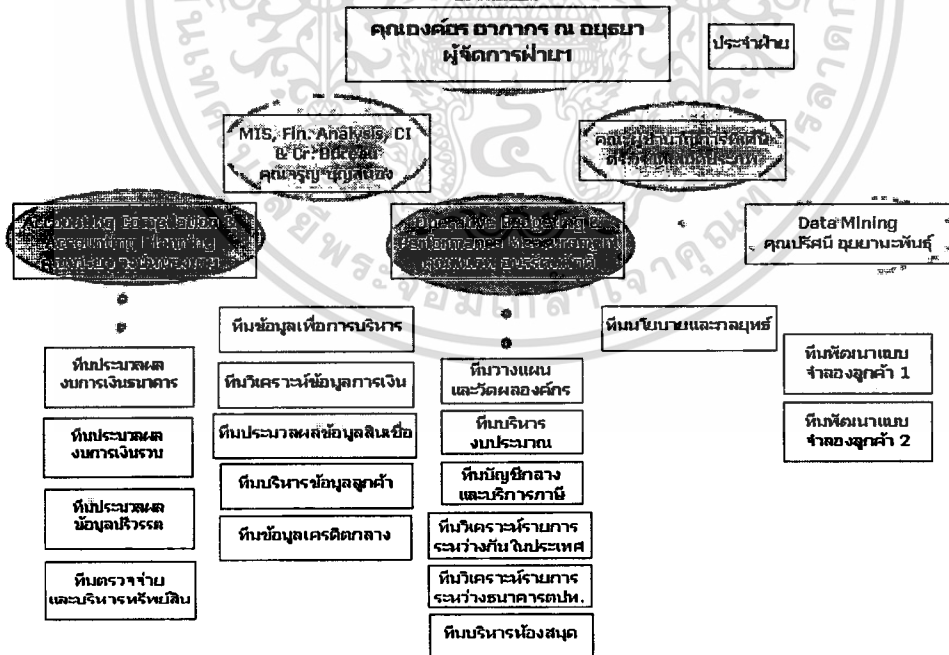 คุณองค์อร อาภากร ณ อยุธยา
ผู้จัดการฝ่ายฯ
ประจำฝ่าย
MIS, Fin. Analysis, CI
& Cr. Bureau
Accounting Compilation &
Accounting Planning
Data Mining
คุณปรัศนี อุมยามะพันธุ์
ทีมข้อมูลเพื่อการบริหาร
ทีมนโยบายและกลยุทธ์
ทีมประมวลผล
งบการเงินธนาคาร
ทีมวิเคราะห์ข้อมูลการเงิน
ทีมวางแผน
และวัดผลองค์กร
ทีมพัฒนาแบบ
จำลองลูกค้า 1
ทีมประมวลผล
งบการเงินรวม
ทีมประมวลผลข้อมูลสินเชื่อ
ทีมบริหาร
งบประมาณ
ทีมพัฒนาแบบ
จำลองลูกค้า 2
ทีมบริหารข้อมูลลูกค้า
ทีมบัญชีกลาง
และบริการภาษี
ทีมประมวลผล
ข้อมูลปริวรรต
ทีมข้อมูลเครดิตกลาง
ทีมวิเคราะห์รายการ
ระหว่างกันในประเทศ
ทีมตรวจจ่าย
และบริหารทรัพย์สิน
ทีมวิเคราะห์รายการ
ระหว่างธนาคารตปท.
ทีมบริหารห้องสมุด